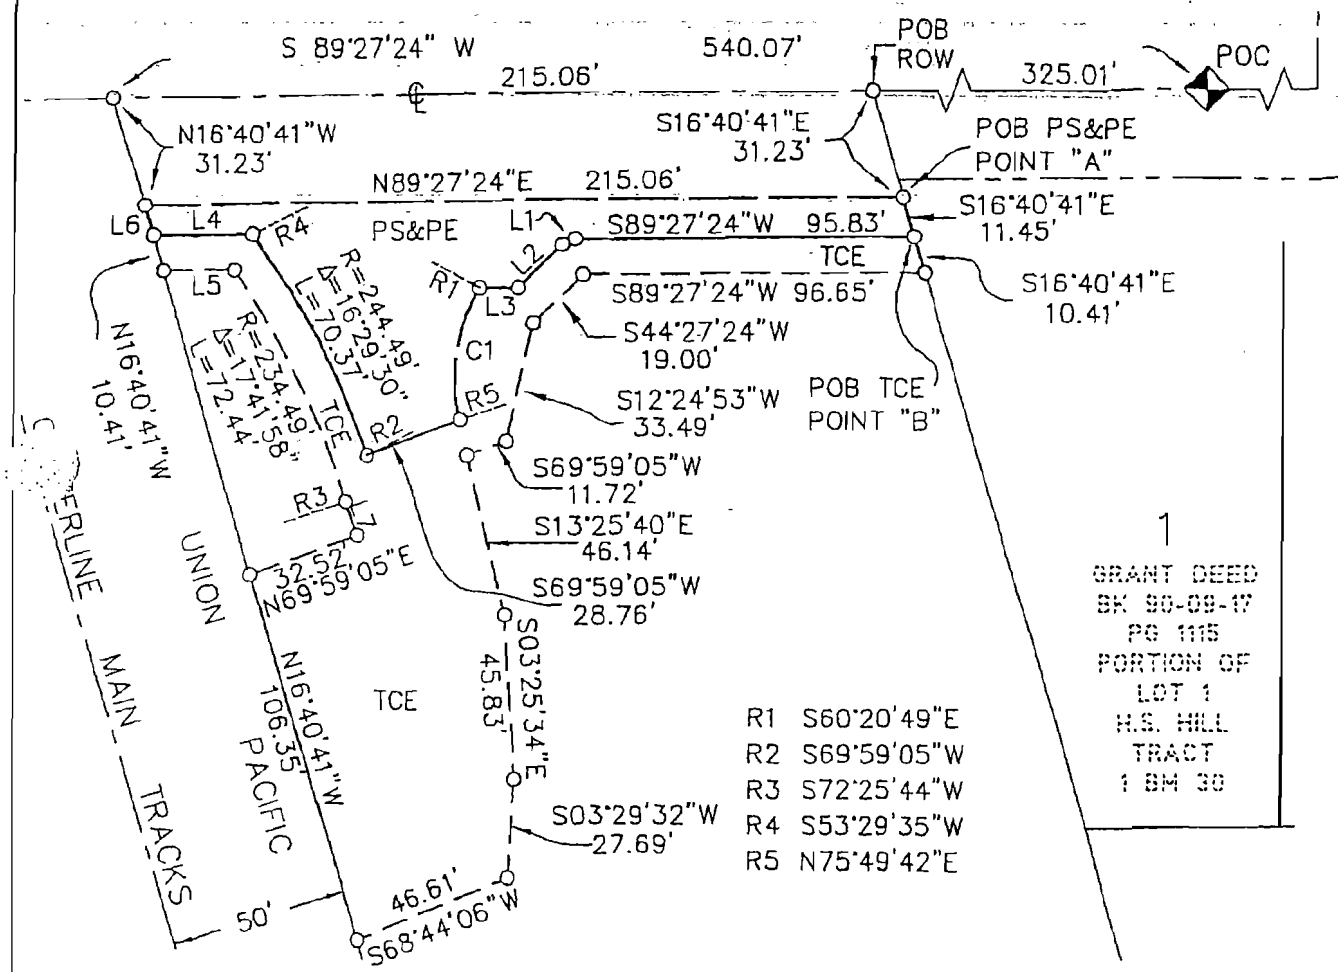 S 89°27'24" W
540.07'
POB
ROW
POC
215.06'
325.01'
℄
N16°40'41"W
31.23'
S16°40'41"E
31.23'
POB PS&PE
POINT "A"
N89°27'24"E
215.06'
S16°40'41"E
11.45'
L6
L4
R4
PS&PE
L1
S89°27'24"W
95.83'
TCE
L5
R1
L2
L3
S89°27'24"W 96.65'
S16°40'41"E
10.41'
R=244.49'
Δ=16°29'30"
L=70.37'
S44°27'24"W
19.00'
N16°40'41"W
10.41'
R=234.49'
Δ=17°41'58"
L=72.44'
TCE
C1
R5
R2
S12°24'53"W
33.49'
POB TCE
POINT "B"
S69°59'05"W
11.72'
R3
7
S13°25'40"E
46.14'
32.52'
N69°59'05"E
S69°59'05"W
28.76'
ERLINE MAIN TRACKS
UNION
PACIFIC
N16°40'41"W
106.35'
TCE
S03°25'34"E
45.83'
1
GRANT DEED
BK 90-09-17
PG 1115
PORTION OF
LOT 1
H.S. HILL
TRACT
1 BM 30
R1 S60°20'49"E
R2 S69°59'05"W
R3 S72°25'44"W
R4 S53°29'35"W
R5 N75°49'42"E
S03°29'32"W
27.69'
50'
46.61'
S68°44'06"W